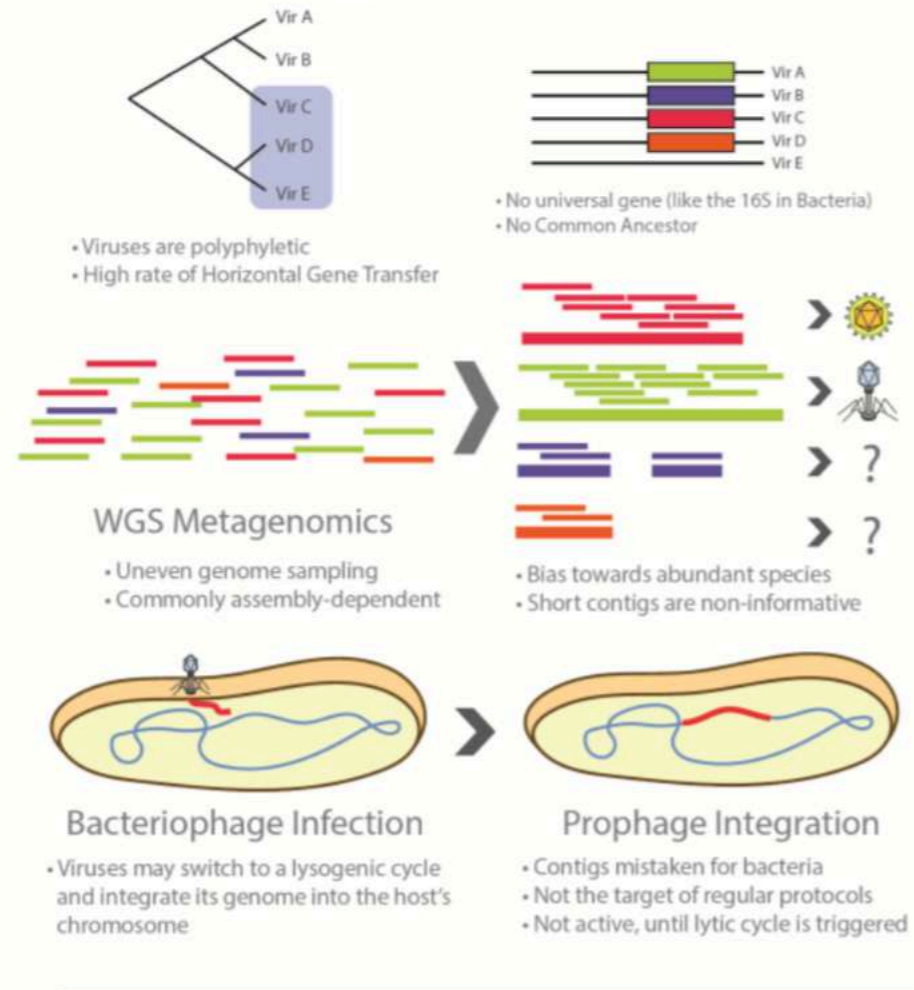 Vir A
Vir B
Vir C
Vir D
Vir E
• Viruses are polyphyletic
• High rate of Horizontal Gene Transfer
Vir A
Vir B
Vir C
Vir D
Vir E
• No universal gene (like the 16S in Bacteria)
• No Common Ancestor
WGS Metagenomics
• Uneven genome sampling
• Commonly assembly-dependent
?
?
• Bias towards abundant species
• Short contigs are non-informative
Bacteriophage Infection
• Viruses may switch to a lysogenic cycle
and integrate its genome into the host's
chromosome
Prophage Integration
• Contigs mistaken for bacteria
• Not the target of regular protocols
• Not active, until lytic cycle is triggered